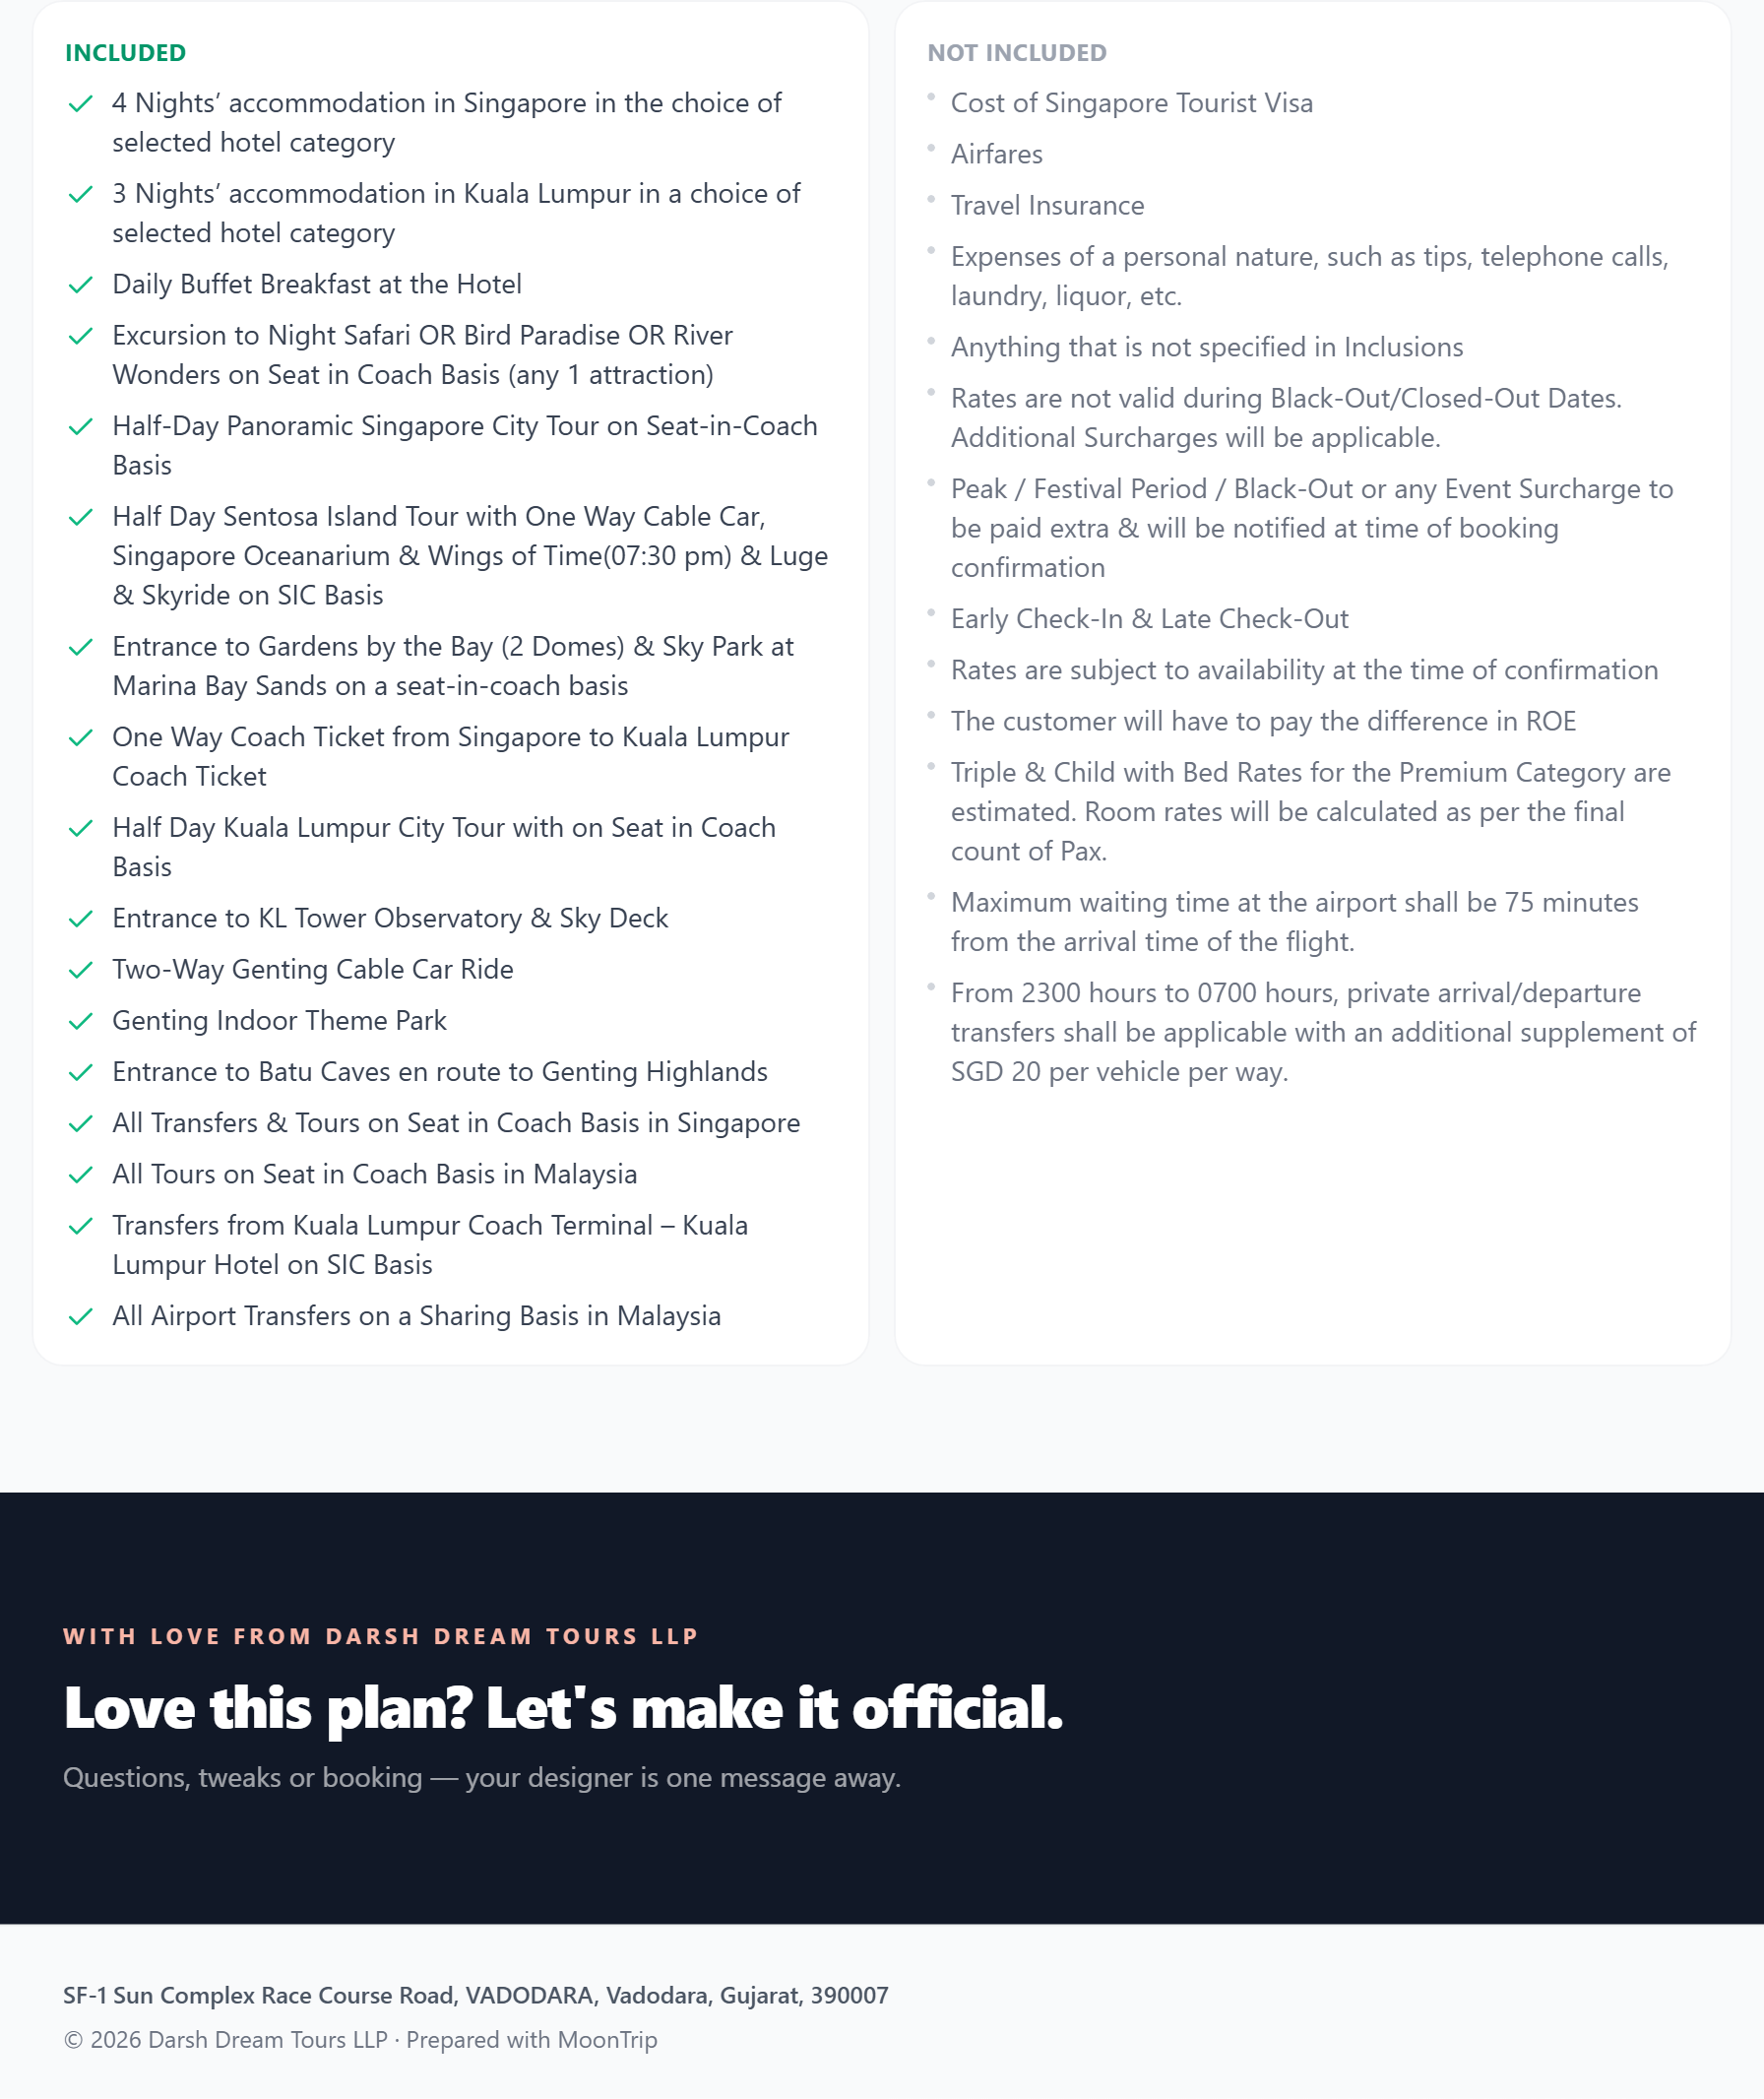 INCLUDED
4 Nights’ accommodation in Singapore in the choice of
selected hotel category
3 Nights’ accommodation in Kuala Lumpur in a choice of
selected hotel category
Daily Buffet Breakfast at the Hotel
Excursion to Night Safari OR Bird Paradise OR River
Wonders on Seat in Coach Basis (any 1 attraction)
Half-Day Panoramic Singapore City Tour on Seat-in-Coach
Basis
Half Day Sentosa Island Tour with One Way Cable Car,
Singapore Oceanarium & Wings of Time(07:30 pm) & Luge
& Skyride on SIC Basis
Entrance to Gardens by the Bay (2 Domes) & Sky Park at
Marina Bay Sands on a seat-in-coach basis
One Way Coach Ticket from Singapore to Kuala Lumpur
Coach Ticket
Half Day Kuala Lumpur City Tour with on Seat in Coach
Basis
Entrance to KL Tower Observatory & Sky Deck
Two-Way Genting Cable Car Ride
Genting Indoor Theme Park
Entrance to Batu Caves en route to Genting Highlands
All Transfers & Tours on Seat in Coach Basis in Singapore
All Tours on Seat in Coach Basis in Malaysia
Transfers from Kuala Lumpur Coach Terminal – Kuala
Lumpur Hotel on SIC Basis
All Airport Transfers on a Sharing Basis in Malaysia
NOT INCLUDED
Cost of Singapore Tourist Visa
Airfares
Travel Insurance
Expenses of a personal nature, such as tips, telephone calls,
laundry, liquor, etc.
Anything that is not specified in Inclusions
Rates are not valid during Black-Out/Closed-Out Dates.
Additional Surcharges will be applicable.
Peak / Festival Period / Black-Out or any Event Surcharge to
be paid extra & will be notified at time of booking
confirmation
Early Check-In & Late Check-Out
Rates are subject to availability at the time of confirmation
The customer will have to pay the difference in ROE
Triple & Child with Bed Rates for the Premium Category are
estimated. Room rates will be calculated as per the final
count of Pax.
Maximum waiting time at the airport shall be 75 minutes
from the arrival time of the flight.
From 2300 hours to 0700 hours, private arrival/departure
transfers shall be applicable with an additional supplement of
SGD 20 per vehicle per way.
WITH LOVE FROM DARSH DREAM TOURS LLP
Love this plan? Let's make it official.
Questions, tweaks or booking — your designer is one message away.
SF-1 Sun Complex Race Course Road, VADODARA, Vadodara, Gujarat, 390007
© 2026 Darsh Dream Tours LLP · Prepared with MoonTrip